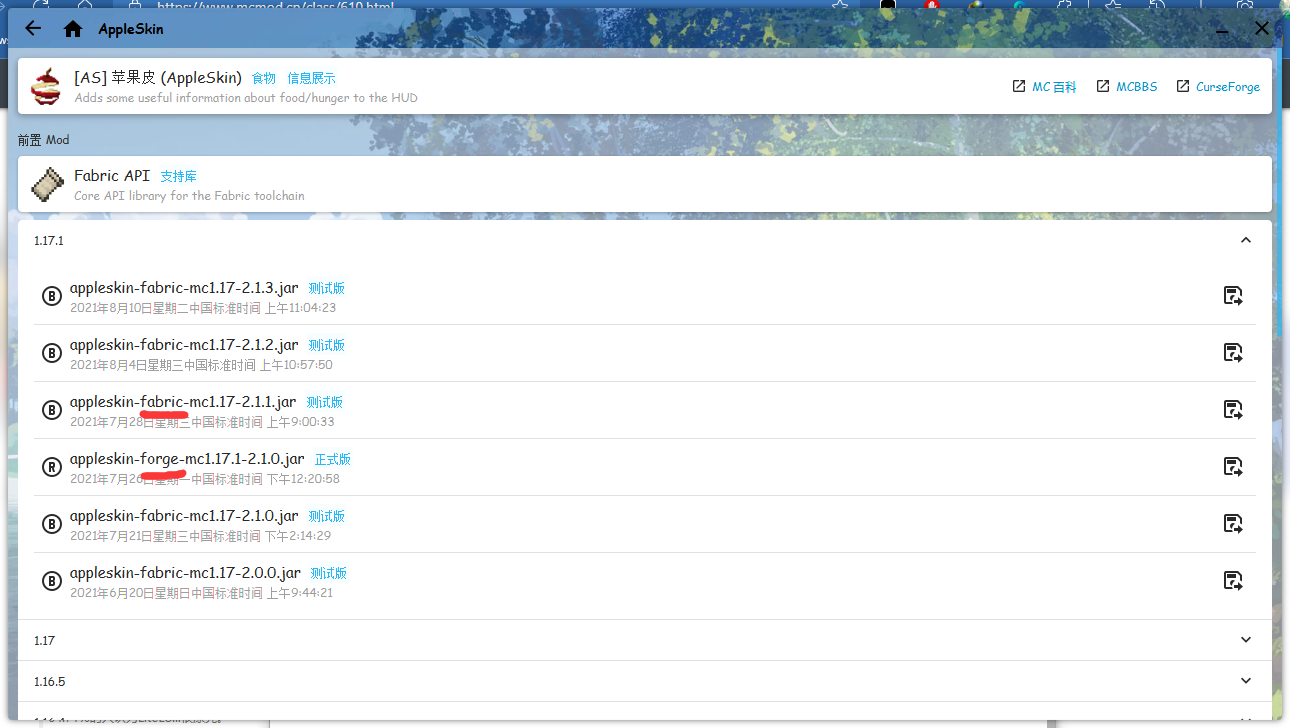 https://www.mcmod.cn/class/610.html
AppleSkin
[AS] 苹果皮 (AppleSkin) 食物 信息展示
Adds some useful information about food/hunger to the HUD
MC 百科 MCBBS CurseForge
前置 Mod
Fabric API 支持库
Core API library for the Fabric toolchain
1.17.1
B appleskin-fabric-mc1.17-2.1.3.jar 测试版
2021年8月10日星期二中国标准时间 上午11:04:23
B appleskin-fabric-mc1.17-2.1.2.jar 测试版
2021年8月4日星期三中国标准时间 上午10:57:50
B appleskin-fabric-mc1.17-2.1.1.jar 测试版
2021年7月28日星期三中国标准时间 上午9:00:33
R appleskin-forge-mc1.17.1-2.1.0.jar 正式版
2021年7月26日星期一中国标准时间 下午12:20:58
B appleskin-fabric-mc1.17-2.1.0.jar 测试版
2021年7月21日星期三中国标准时间 下午2:14:29
B appleskin-fabric-mc1.17-2.0.0.jar 测试版
2021年6月20日星期日中国标准时间 上午9:44:21
1.17
1.16.5